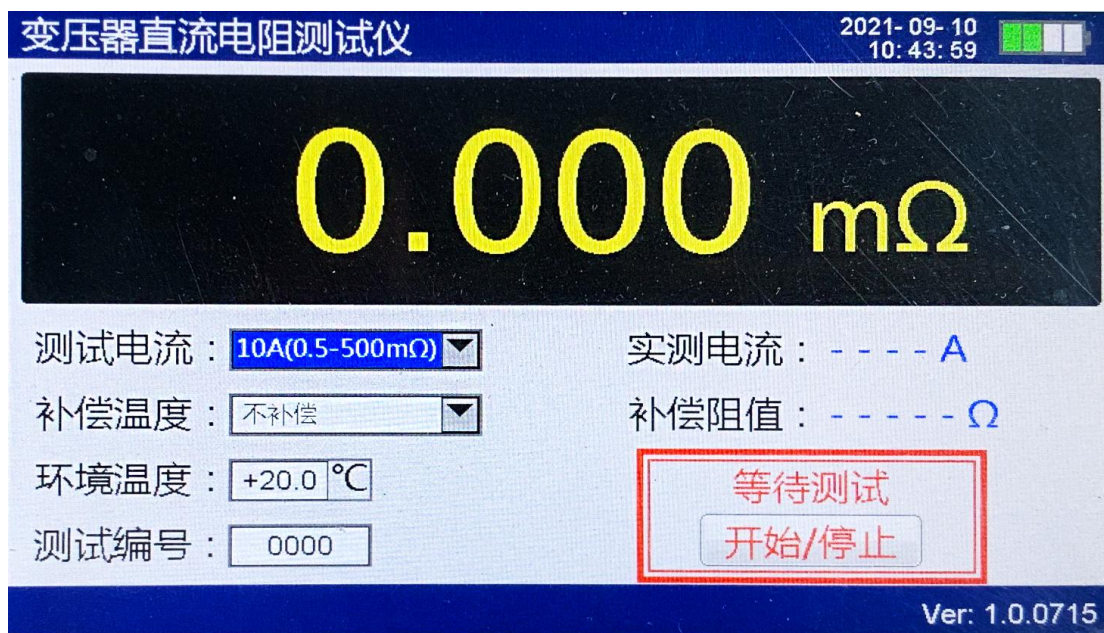 变压器直流电阻测试仪
2021-09-10
10:43:59
0.000 mΩ
测试电流：10A(0.5-500mΩ)
实测电流：- - - - A
补偿温度：不补偿
补偿阻值：- - - - - Ω
环境温度：+20.0 ℃
等待测试
测试编号：0000
开始/停止
Ver: 1.0.0715